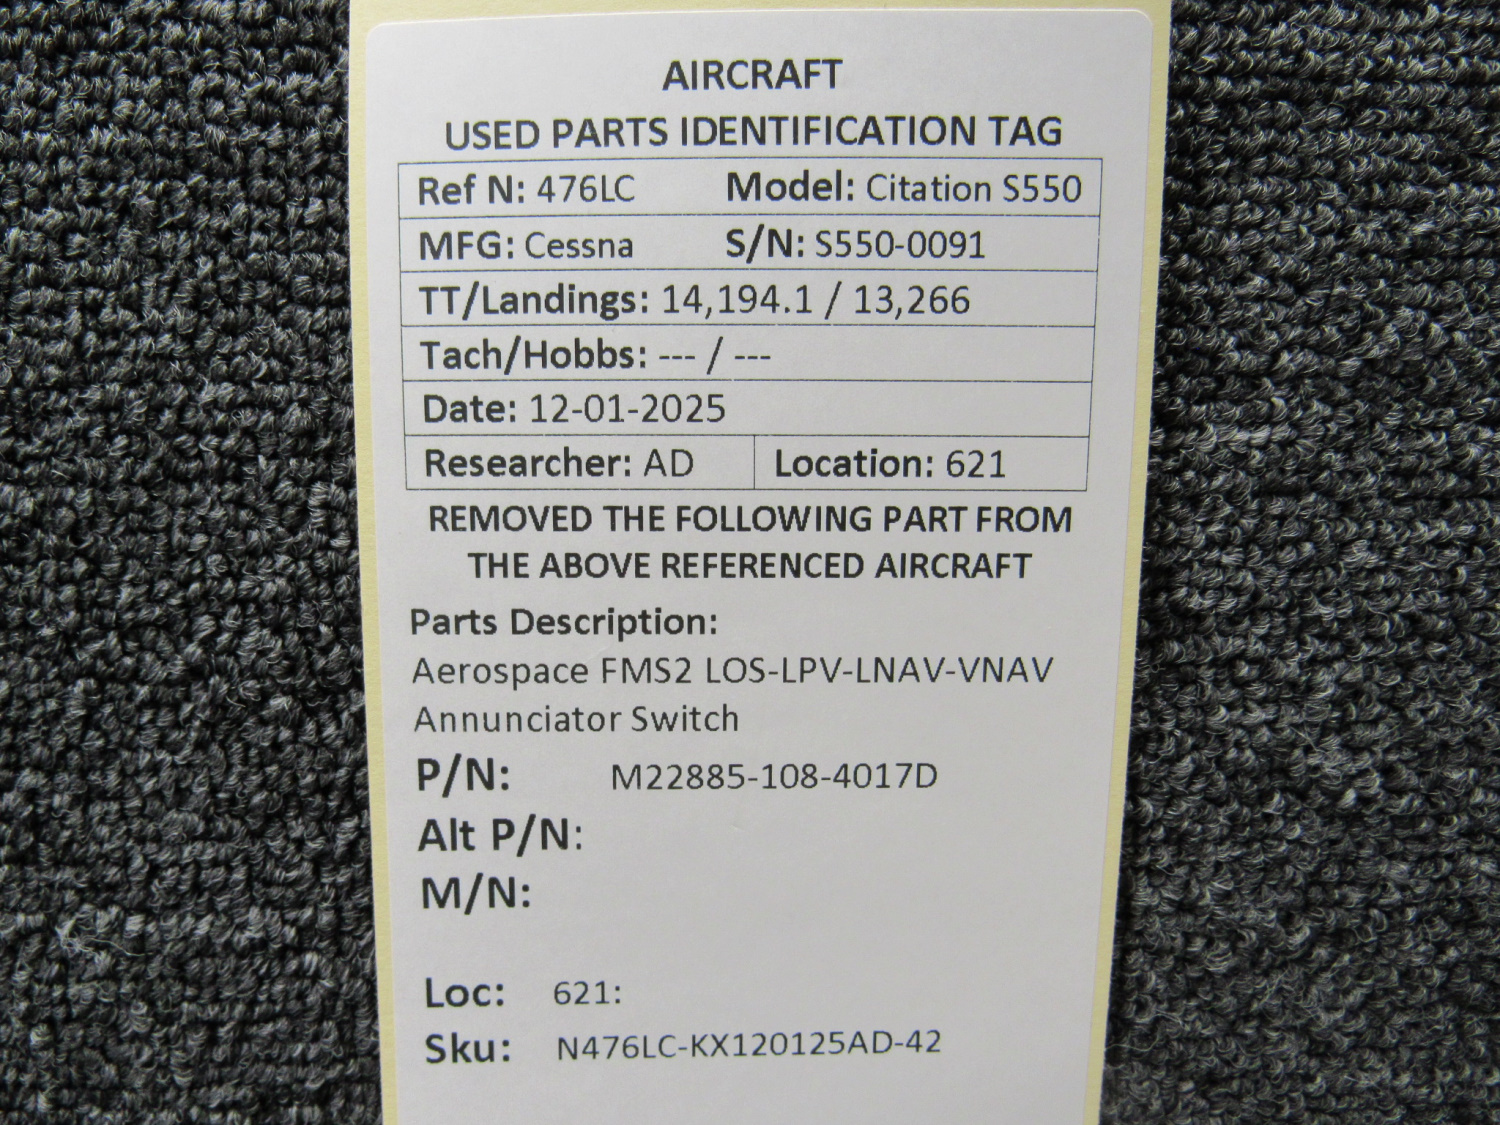 AIRCRAFT
USED PARTS IDENTIFICATION TAG
Ref N: 476LC Model: Citation S550
MFG: Cessna S/N: S550-0091
TT/Landings: 14,194.1 / 13,266
Tach/Hobbs: --- / ---
Date: 12-01-2025
Researcher: AD Location: 621
REMOVED THE FOLLOWING PART FROM
THE ABOVE REFERENCED AIRCRAFT
Parts Description:
Aerospace FMS2 LOS-LPV-LNAV-VNAV
Annunciator Switch
P/N: M22885-108-4017D
Alt P/N:
M/N:
Loc: 621:
Sku: N476LC-KX120125AD-42